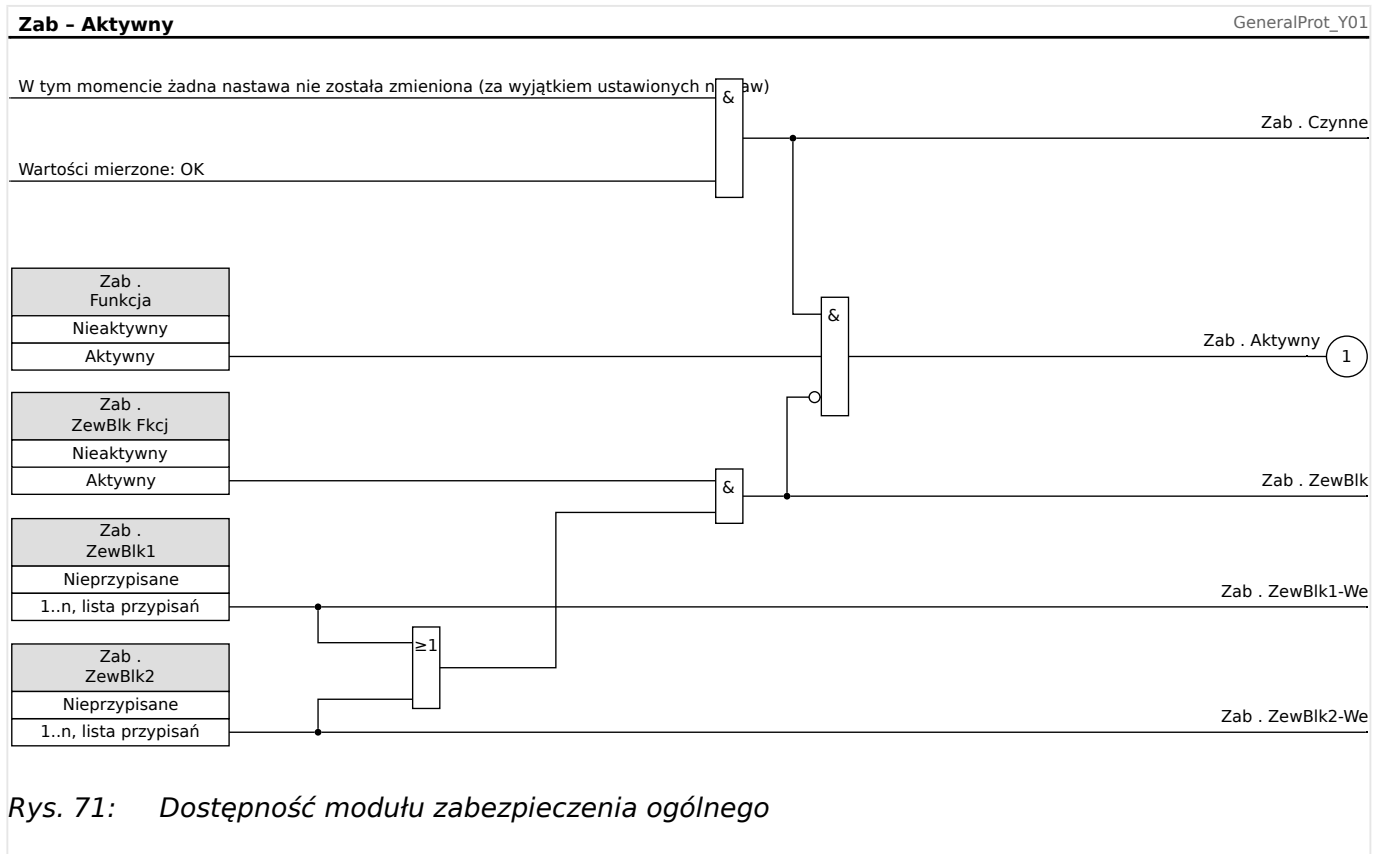 Zab – Aktywny
GeneralProt_Y01
W tym momencie żadna nastawa nie została zmieniona (za wyjątkiem ustawionych n aw)
&
Zab . Czynne
Wartości mierzone: OK
Zab .
Funkcja
Nieaktywny
Aktywny
&
Zab . Aktywny
1
Zab .
ZewBlk Fkcj
Nieaktywny
Aktywny
&
Zab . ZewBlk
Zab .
ZewBlk1
Nieprzypisane
1..n, lista przypisań
Zab . ZewBlk1-We
≥1
Zab .
ZewBlk2
Nieprzypisane
1..n, lista przypisań
Zab . ZewBlk2-We
Rys. 71: Dostępność modułu zabezpieczenia ogólnego